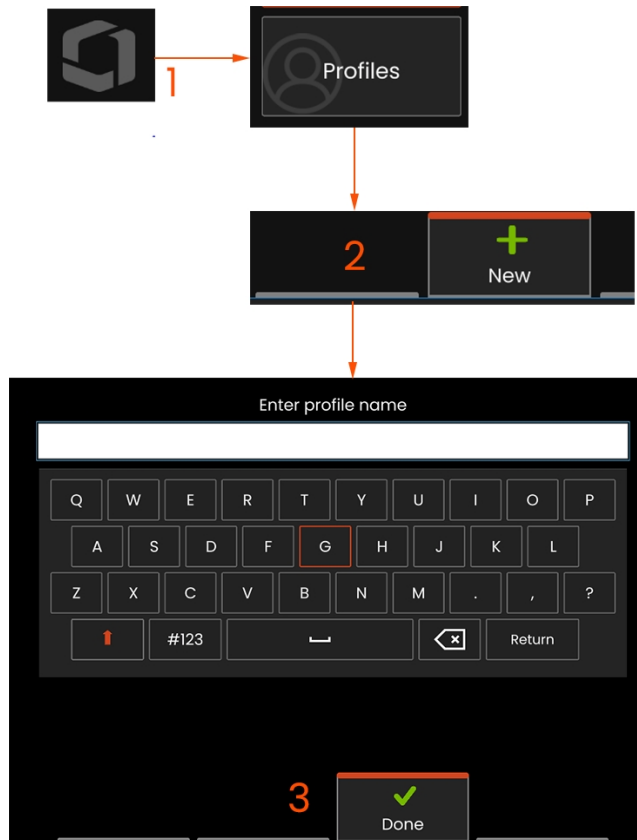 1
Profiles
2
New
Enter profile name
Q W E R T Y U I O P
A S D F G H J K L
Z X C V B N M . , ?
#123 Return
3
Done